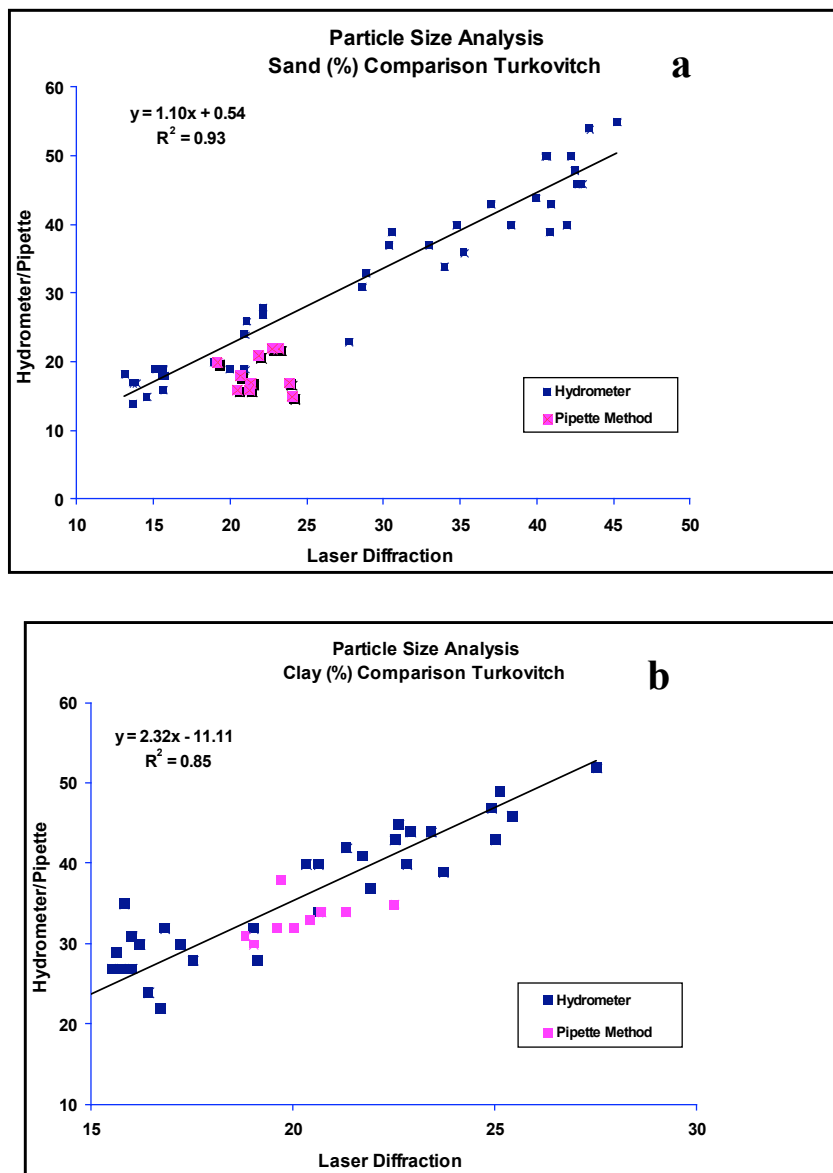 Particle Size Analysis
Sand (%) Comparison Turkovitch
a
y = 1.10x + 0.54
R² = 0.93
60
50
40
30
20
10
0
Hydrometer/Pipette
Hydrometer
Pipette Method
10 15 20 25 30 35 40 45 50
Laser Diffraction
Particle Size Analysis
Clay (%) Comparison Turkovitch
b
y = 2.32x - 11.11
R² = 0.85
60
50
40
30
20
10
Hydrometer/Pipette
Hydrometer
Pipette Method
15 20 25 30
Laser Diffraction